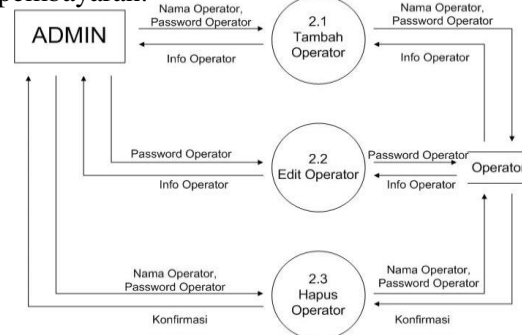 pembayaran.
ADMIN
Nama Operator,
Password Operator
Info Operator
2.1
Tambah
Operator
Nama Operator,
Password Operator
Info Operator
Password Operator
Info Operator
2.2
Edit Operator
Password Operator
Info Operator
Operator
Nama Operator,
Password Operator
Konfirmasi
2.3
Hapus
Operator
Nama Operator,
Password Operator
Konfirmasi